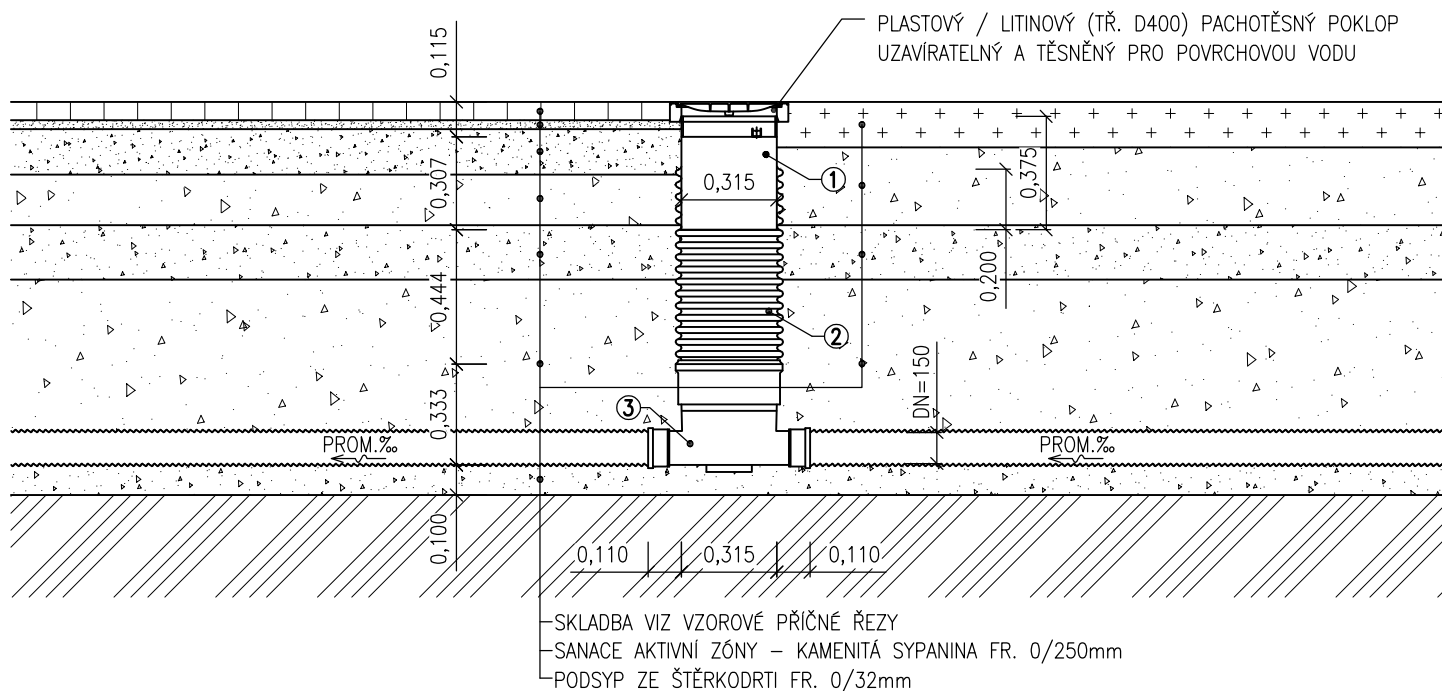 PLASTOVÝ / LITINOVÝ (TŘ. D400) PACHOTĚSNÝ POKLOP
UZAVÍRATELNÝ A TĚSNĚNÝ PRO POVRCHOVOU VODU
0,115
0,307
0,444
0,333
0,100
0,315
1
2
3
0,375
0,200
DN=150
PROM.‰
PROM.‰
0,110
0,315
0,110
SKLADBA VIZ VZOROVÉ PŘÍČNÉ ŘEZY
SANACE AKTIVNÍ ZÓNY – KAMENITÁ SYPANINA FR. 0/250mm
PODSYP ZE ŠTĚRKODRTI FR. 0/32mm